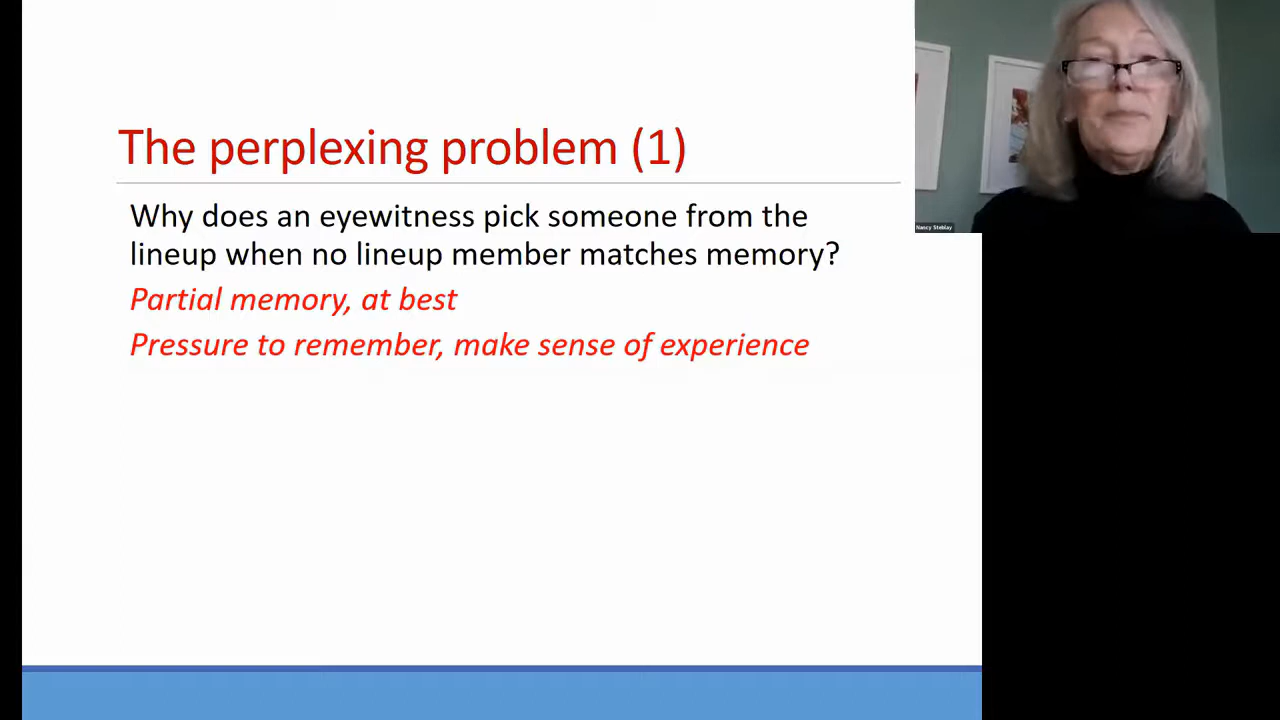 The perplexing problem (1)
Why does an eyewitness pick someone from the
lineup when no lineup member matches memory?
Partial memory, at best
Pressure to remember, make sense of experience
Nancy Steblay